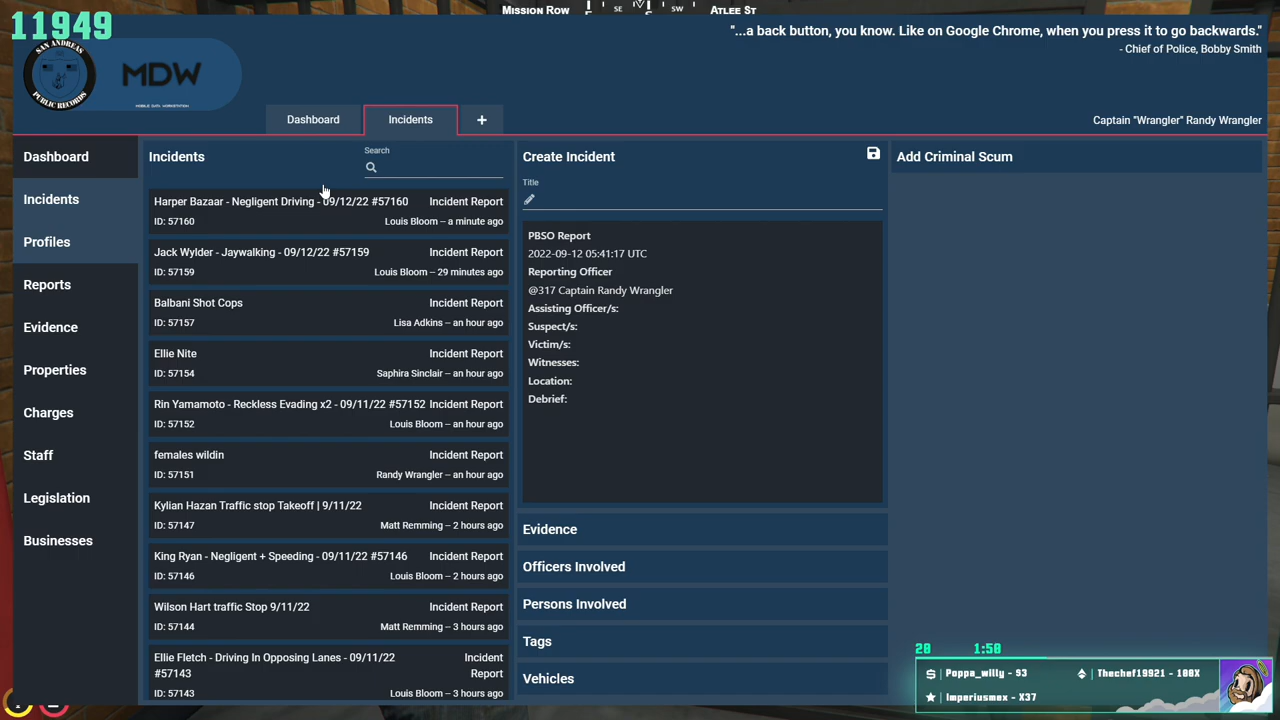 Mission Row
SE
SW
Atlee St
11949
"...a back button, you know. Like on Google Chrome, when you press it to go backwards."
- Chief of Police, Bobby Smith
SAN ANDREAS
PUBLIC RECORDS
MDW
MOBILE DATA WORKSTATION
Dashboard
Incidents
+
Captain "Wrangler" Randy Wrangler
Dashboard
Incidents
Profiles
Reports
Evidence
Properties
Charges
Staff
Legislation
Businesses
Incidents
Search
Harper Bazaar - Negligent Driving - 09/12/22 #57160 Incident Report
ID: 57160 Louis Bloom – a minute ago
Jack Wylder - Jaywalking - 09/12/22 #57159 Incident Report
ID: 57159 Louis Bloom – 29 minutes ago
Balbani Shot Cops Incident Report
ID: 57157 Lisa Adkins – an hour ago
Ellie Nite Incident Report
ID: 57154 Saphira Sinclair – an hour ago
Rin Yamamoto - Reckless Evading x2 - 09/11/22 #57152 Incident Report
ID: 57152 Louis Bloom – an hour ago
females wildin Incident Report
ID: 57151 Randy Wrangler – an hour ago
Kylian Hazan Traffic stop Takeoff | 9/11/22 Incident Report
ID: 57147 Matt Remming – 2 hours ago
King Ryan - Negligent + Speeding - 09/11/22 #57146 Incident Report
ID: 57146 Louis Bloom – 2 hours ago
Wilson Hart traffic Stop 9/11/22 Incident Report
ID: 57144 Matt Remming – 3 hours ago
Ellie Fletch - Driving In Opposing Lanes - 09/11/22 Incident
#57143 Report
ID: 57143 Louis Bloom – 3 hours ago
Create Incident
Title
PBSO Report
2022-09-12 05:41:17 UTC
Reporting Officer
@317 Captain Randy Wrangler
Assisting Officer/s:
Suspect/s:
Victim/s:
Witnesses:
Location:
Debrief:
Evidence
Officers Involved
Persons Involved
Tags
Vehicles
Add Criminal Scum
20 1:50
Poppa_willy - 93
Thechef19921 - 100X
Imperiusmox - X37